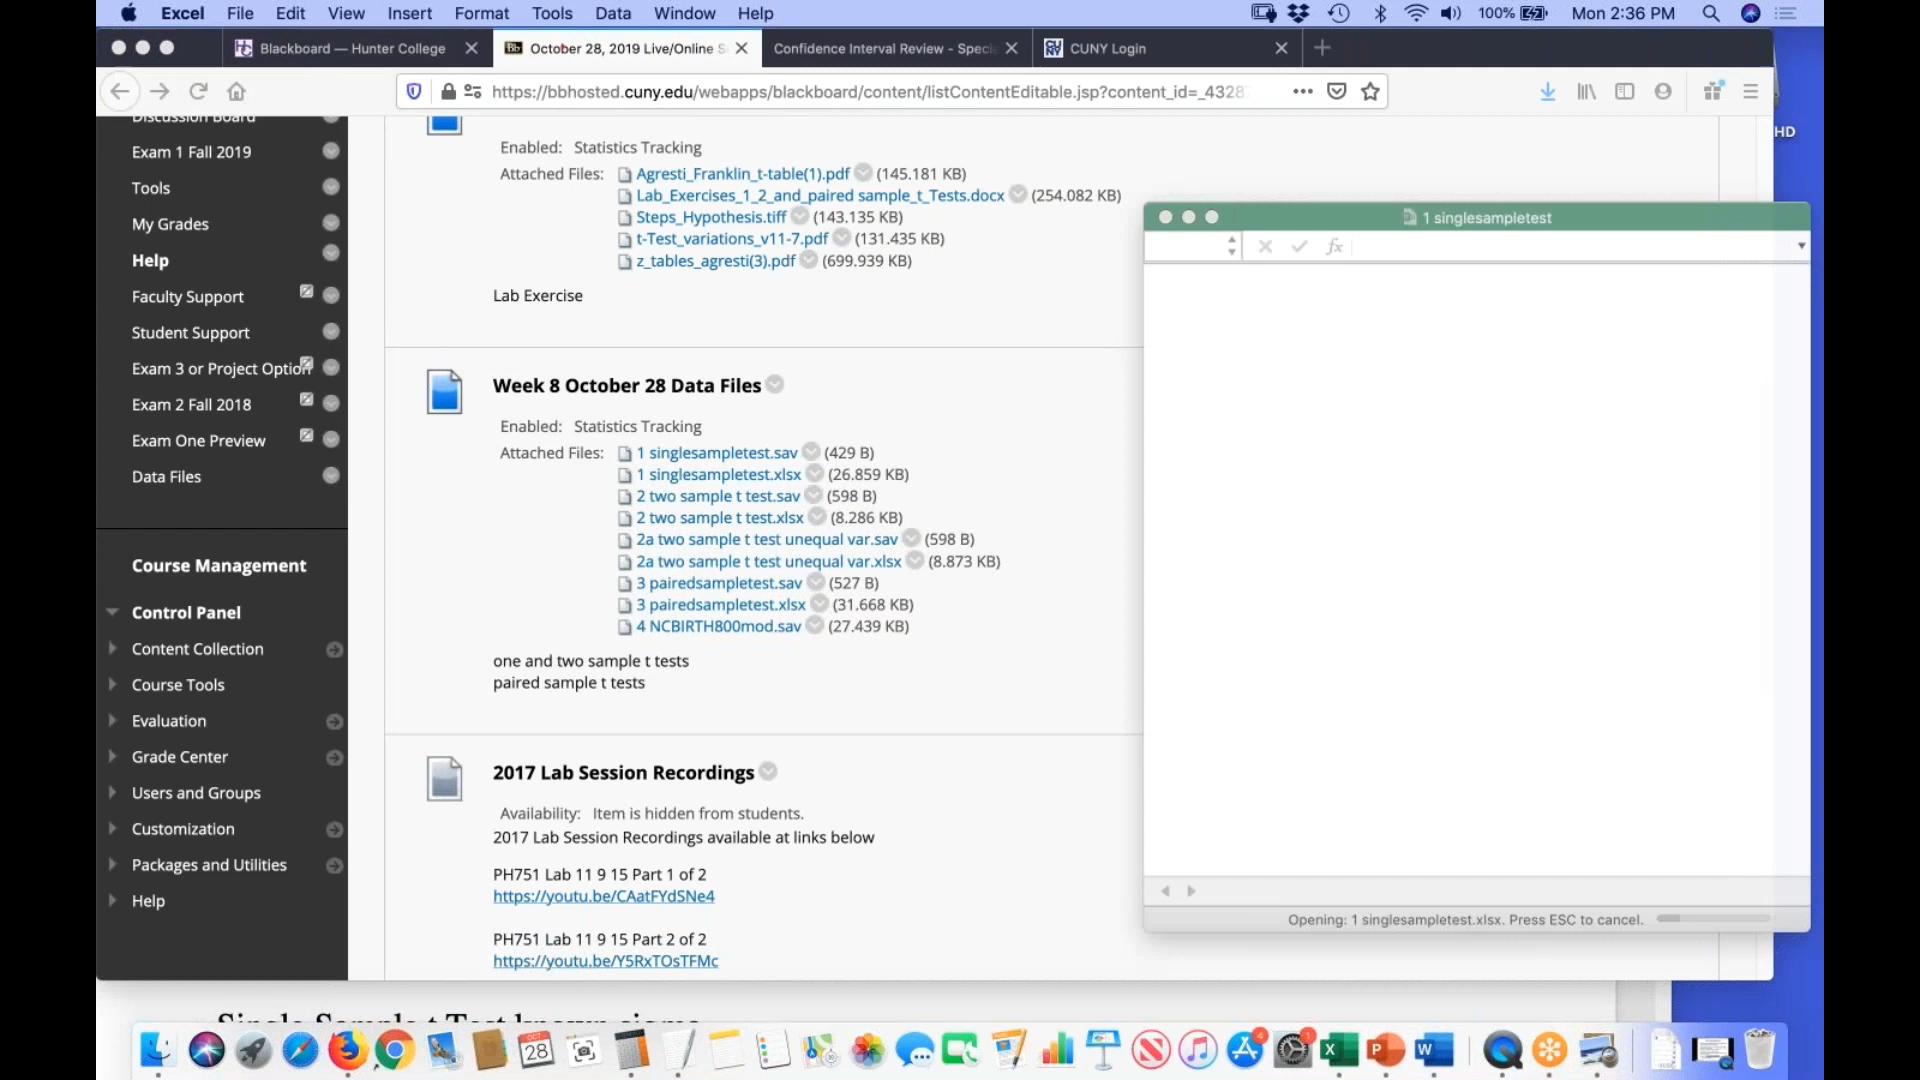 Excel File Edit View Insert Format Tools Data Window Help 100% Mon 2:36 PM
Blackboard — Hunter College
October 28, 2019 Live/Online S
Confidence Interval Review - Speci
CUNY Login
https://bbhosted.cuny.edu/webapps/blackboard/content/listContentEditable.jsp?content_id=_4328
HD
Discussion Board
Exam 1 Fall 2019
Tools
My Grades
Help
Faculty Support
Student Support
Exam 3 or Project Option
Exam 2 Fall 2018
Exam One Preview
Data Files
Course Management
Control Panel
Content Collection
Course Tools
Evaluation
Grade Center
Users and Groups
Customization
Packages and Utilities
Help
Enabled: Statistics Tracking
Attached Files: Agresti_Franklin_t-table(1).pdf (145.181 KB)
Lab_Exercises_1_2_and_paired sample_t_Tests.docx (254.082 KB)
Steps_Hypothesis.tiff (143.135 KB)
t-Test_variations_v11-7.pdf (131.435 KB)
z_tables_agresti(3).pdf (699.939 KB)
Lab Exercise
Week 8 October 28 Data Files
Enabled: Statistics Tracking
Attached Files: 1 singlesampletest.sav (429 B)
1 singlesampletest.xlsx (26.859 KB)
2 two sample t test.sav (598 B)
2 two sample t test.xlsx (8.286 KB)
2a two sample t test unequal var.sav (598 B)
2a two sample t test unequal var.xlsx (8.873 KB)
3 pairedsampletest.sav (527 B)
3 pairedsampletest.xlsx (31.668 KB)
4 NCBIRTH800mod.sav (27.439 KB)
one and two sample t tests
paired sample t tests
2017 Lab Session Recordings
Availability: Item is hidden from students.
2017 Lab Session Recordings available at links below
PH751 Lab 11 9 15 Part 1 of 2
https://youtu.be/CAatFYdSNe4
PH751 Lab 11 9 15 Part 2 of 2
https://youtu.be/Y5RxTOsTFMc
1 singlesampletest
fx
Opening: 1 singlesampletest.xlsx. Press ESC to cancel.
Single Sample t Test known sigma
OCT
28
4
1
X P W